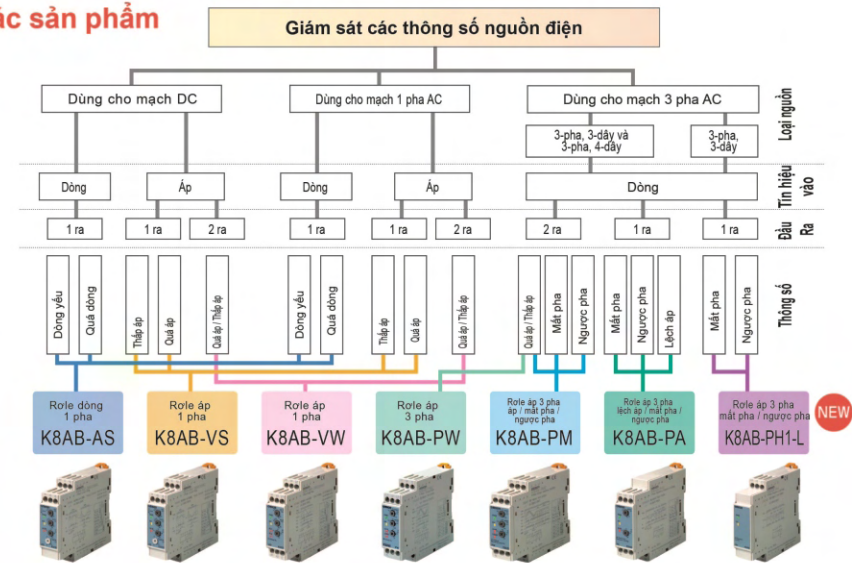 ác sản phẩm
Giám sát các thông số nguồn điện
Dùng cho mạch DC
Dùng cho mạch 1 pha AC
Dùng cho mạch 3 pha AC
Loại nguồn
3-pha, 3-dây và
3-pha, 4-dây
3-pha,
3-dây
Dòng
Áp
Dòng
Áp
Dòng
Tín hiệu
vào
1 ra
1 ra
2 ra
1 ra
1 ra
2 ra
2 ra
1 ra
1 ra
Đầu
Ra
Dòng yếu
Quá dòng
Thấp áp
Quá áp
Quá áp / Thấp áp
Dòng yếu
Quá dòng
Thấp áp
Quá áp
Quá áp / Thấp áp
Quá áp / Thấp áp
Mất pha
Ngược pha
Mất pha
Ngược pha
Lệch áp
Mất pha
Ngược pha
Thông số
Rơle dòng
1 pha
K8AB-AS
Rơle áp
1 pha
K8AB-VS
Rơle áp
1 pha
K8AB-VW
Rơle áp
3 pha
K8AB-PW
Rơle áp 3 pha
áp / mất pha /
ngược pha
K8AB-PM
Rơle áp 3 pha
lệch áp / mất pha /
ngược pha
K8AB-PA
Rơle áp 3 pha
mất pha / ngược pha
K8AB-PH1-L
NEW